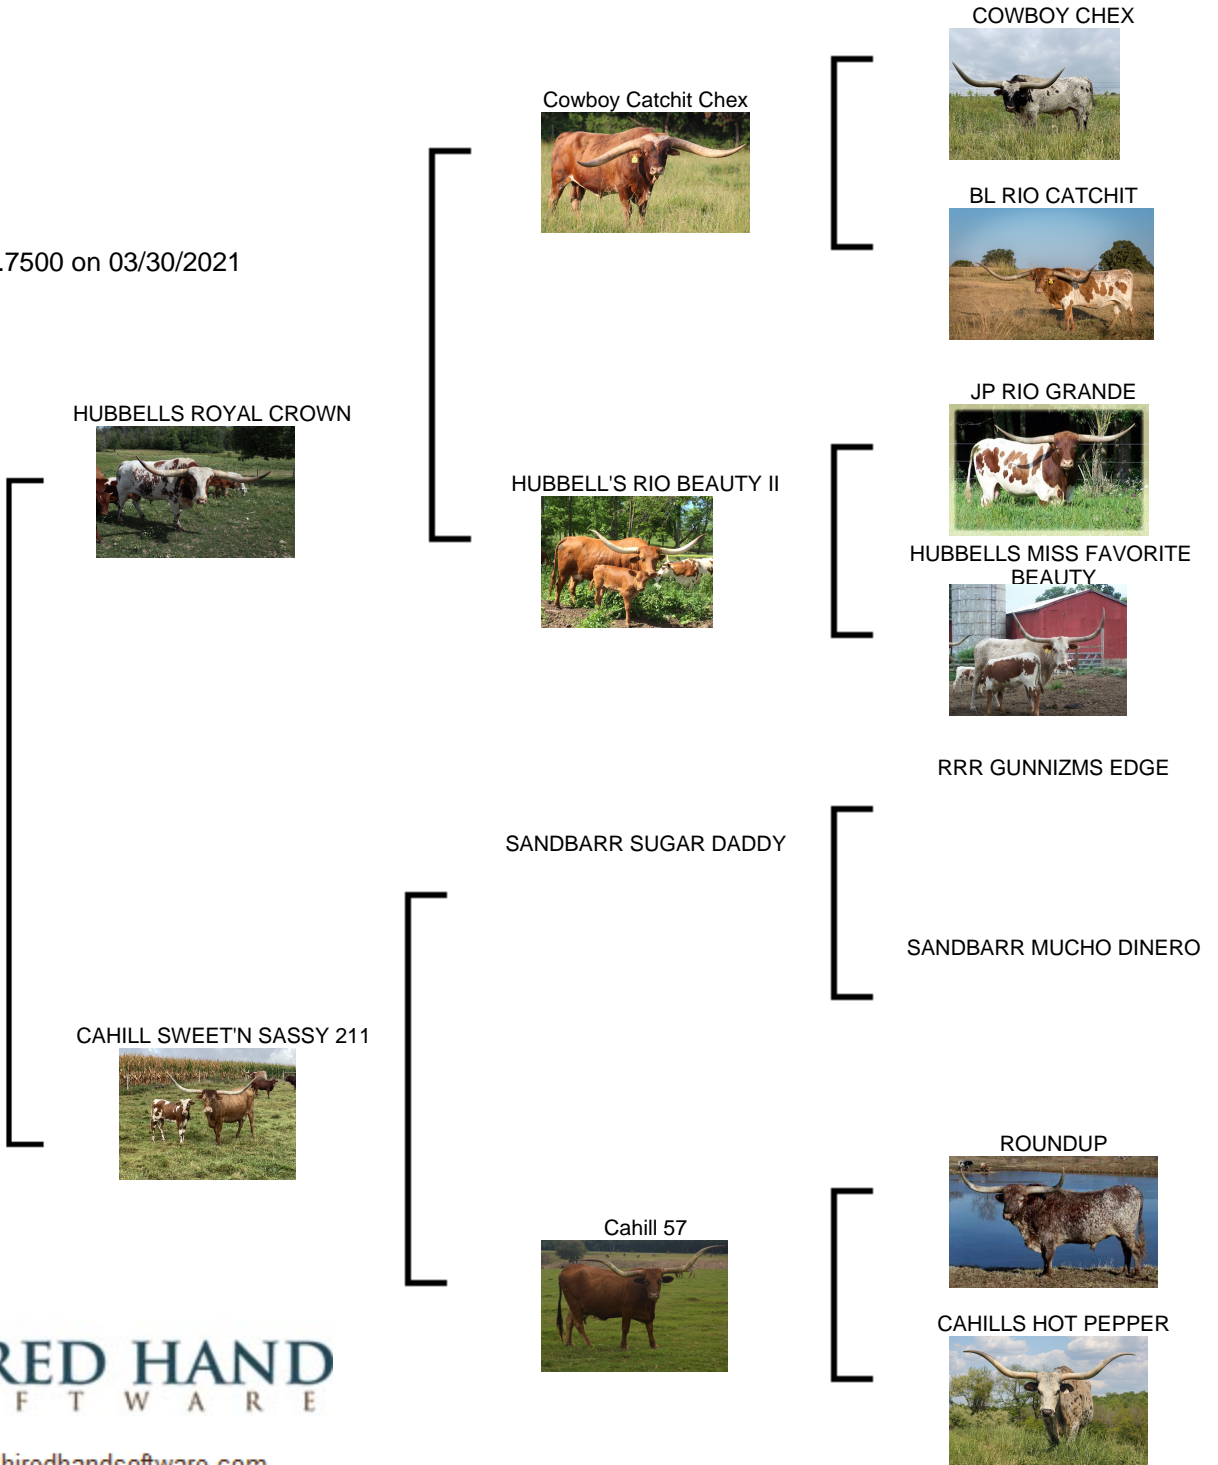 COWBOY CHEX
Cowboy Catchit Chex
BL RIO CATCHIT
.7500 on 03/30/2021
JP RIO GRANDE
HUBBELLS ROYAL CROWN
HUBBELL'S RIO BEAUTY II
HUBBELLS MISS FAVORITE
BEAUTY
RRR GUNNIZMS EDGE
SANDBARR SUGAR DADDY
SANDBARR MUCHO DINERO
CAHILL SWEET'N SASSY 211
ROUNDUP
Cahill 57
CAHILLS HOT PEPPER
RED HAND
F T W A R E
hiredhandsoftware.com